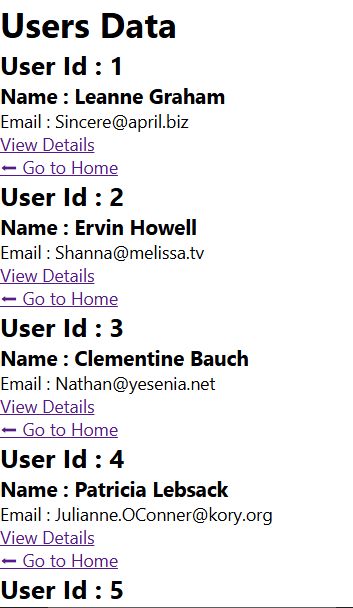 Users Data
User Id : 1
Name : Leanne Graham
Email : Sincere@april.biz
View Details
← Go to Home
User Id : 2
Name : Ervin Howell
Email : Shanna@melissa.tv
View Details
← Go to Home
User Id : 3
Name : Clementine Bauch
Email : Nathan@yesenia.net
View Details
← Go to Home
User Id : 4
Name : Patricia Lebsack
Email : Julianne.OConner@kory.org
View Details
← Go to Home
User Id : 5